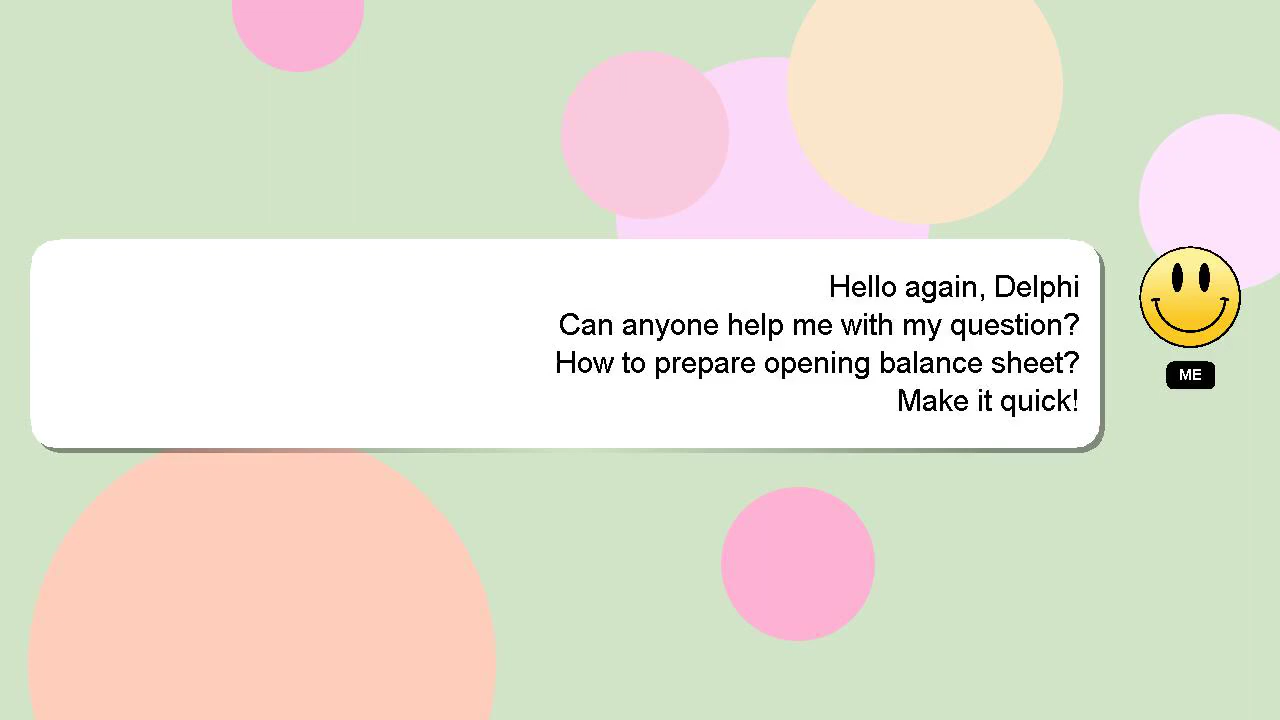 Hello again, Delphi
Can anyone help me with my question?
How to prepare opening balance sheet?
Make it quick!
ME